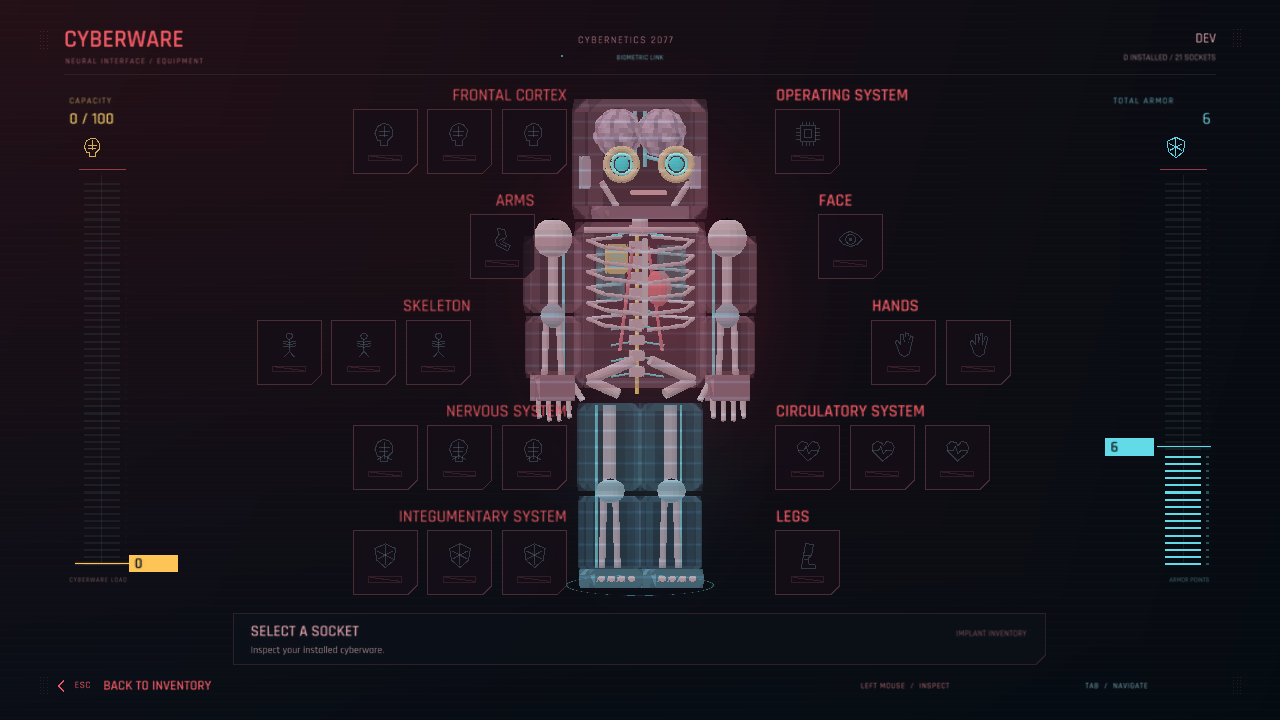 CYBERWARE
NEURAL INTERFACE / EQUIPMENT
CYBERNETICS 2077
BIOMETRIC LINK
DEV
0 INSTALLED / 21 SOCKETS
CAPACITY
0 / 100
TOTAL ARMOR
6
FRONTAL CORTEX
OPERATING SYSTEM
ARMS
FACE
SKELETON
HANDS
NERVOUS SYSTEM
CIRCULATORY SYSTEM
6
INTEGUMENTARY SYSTEM
LEGS
0
CYBERWARE LOAD
ARMOR POINTS
SELECT A SOCKET
Inspect your installed cyberware.
IMPLANT INVENTORY
ESC BACK TO INVENTORY
LEFT MOUSE / INSPECT
TAB / NAVIGATE